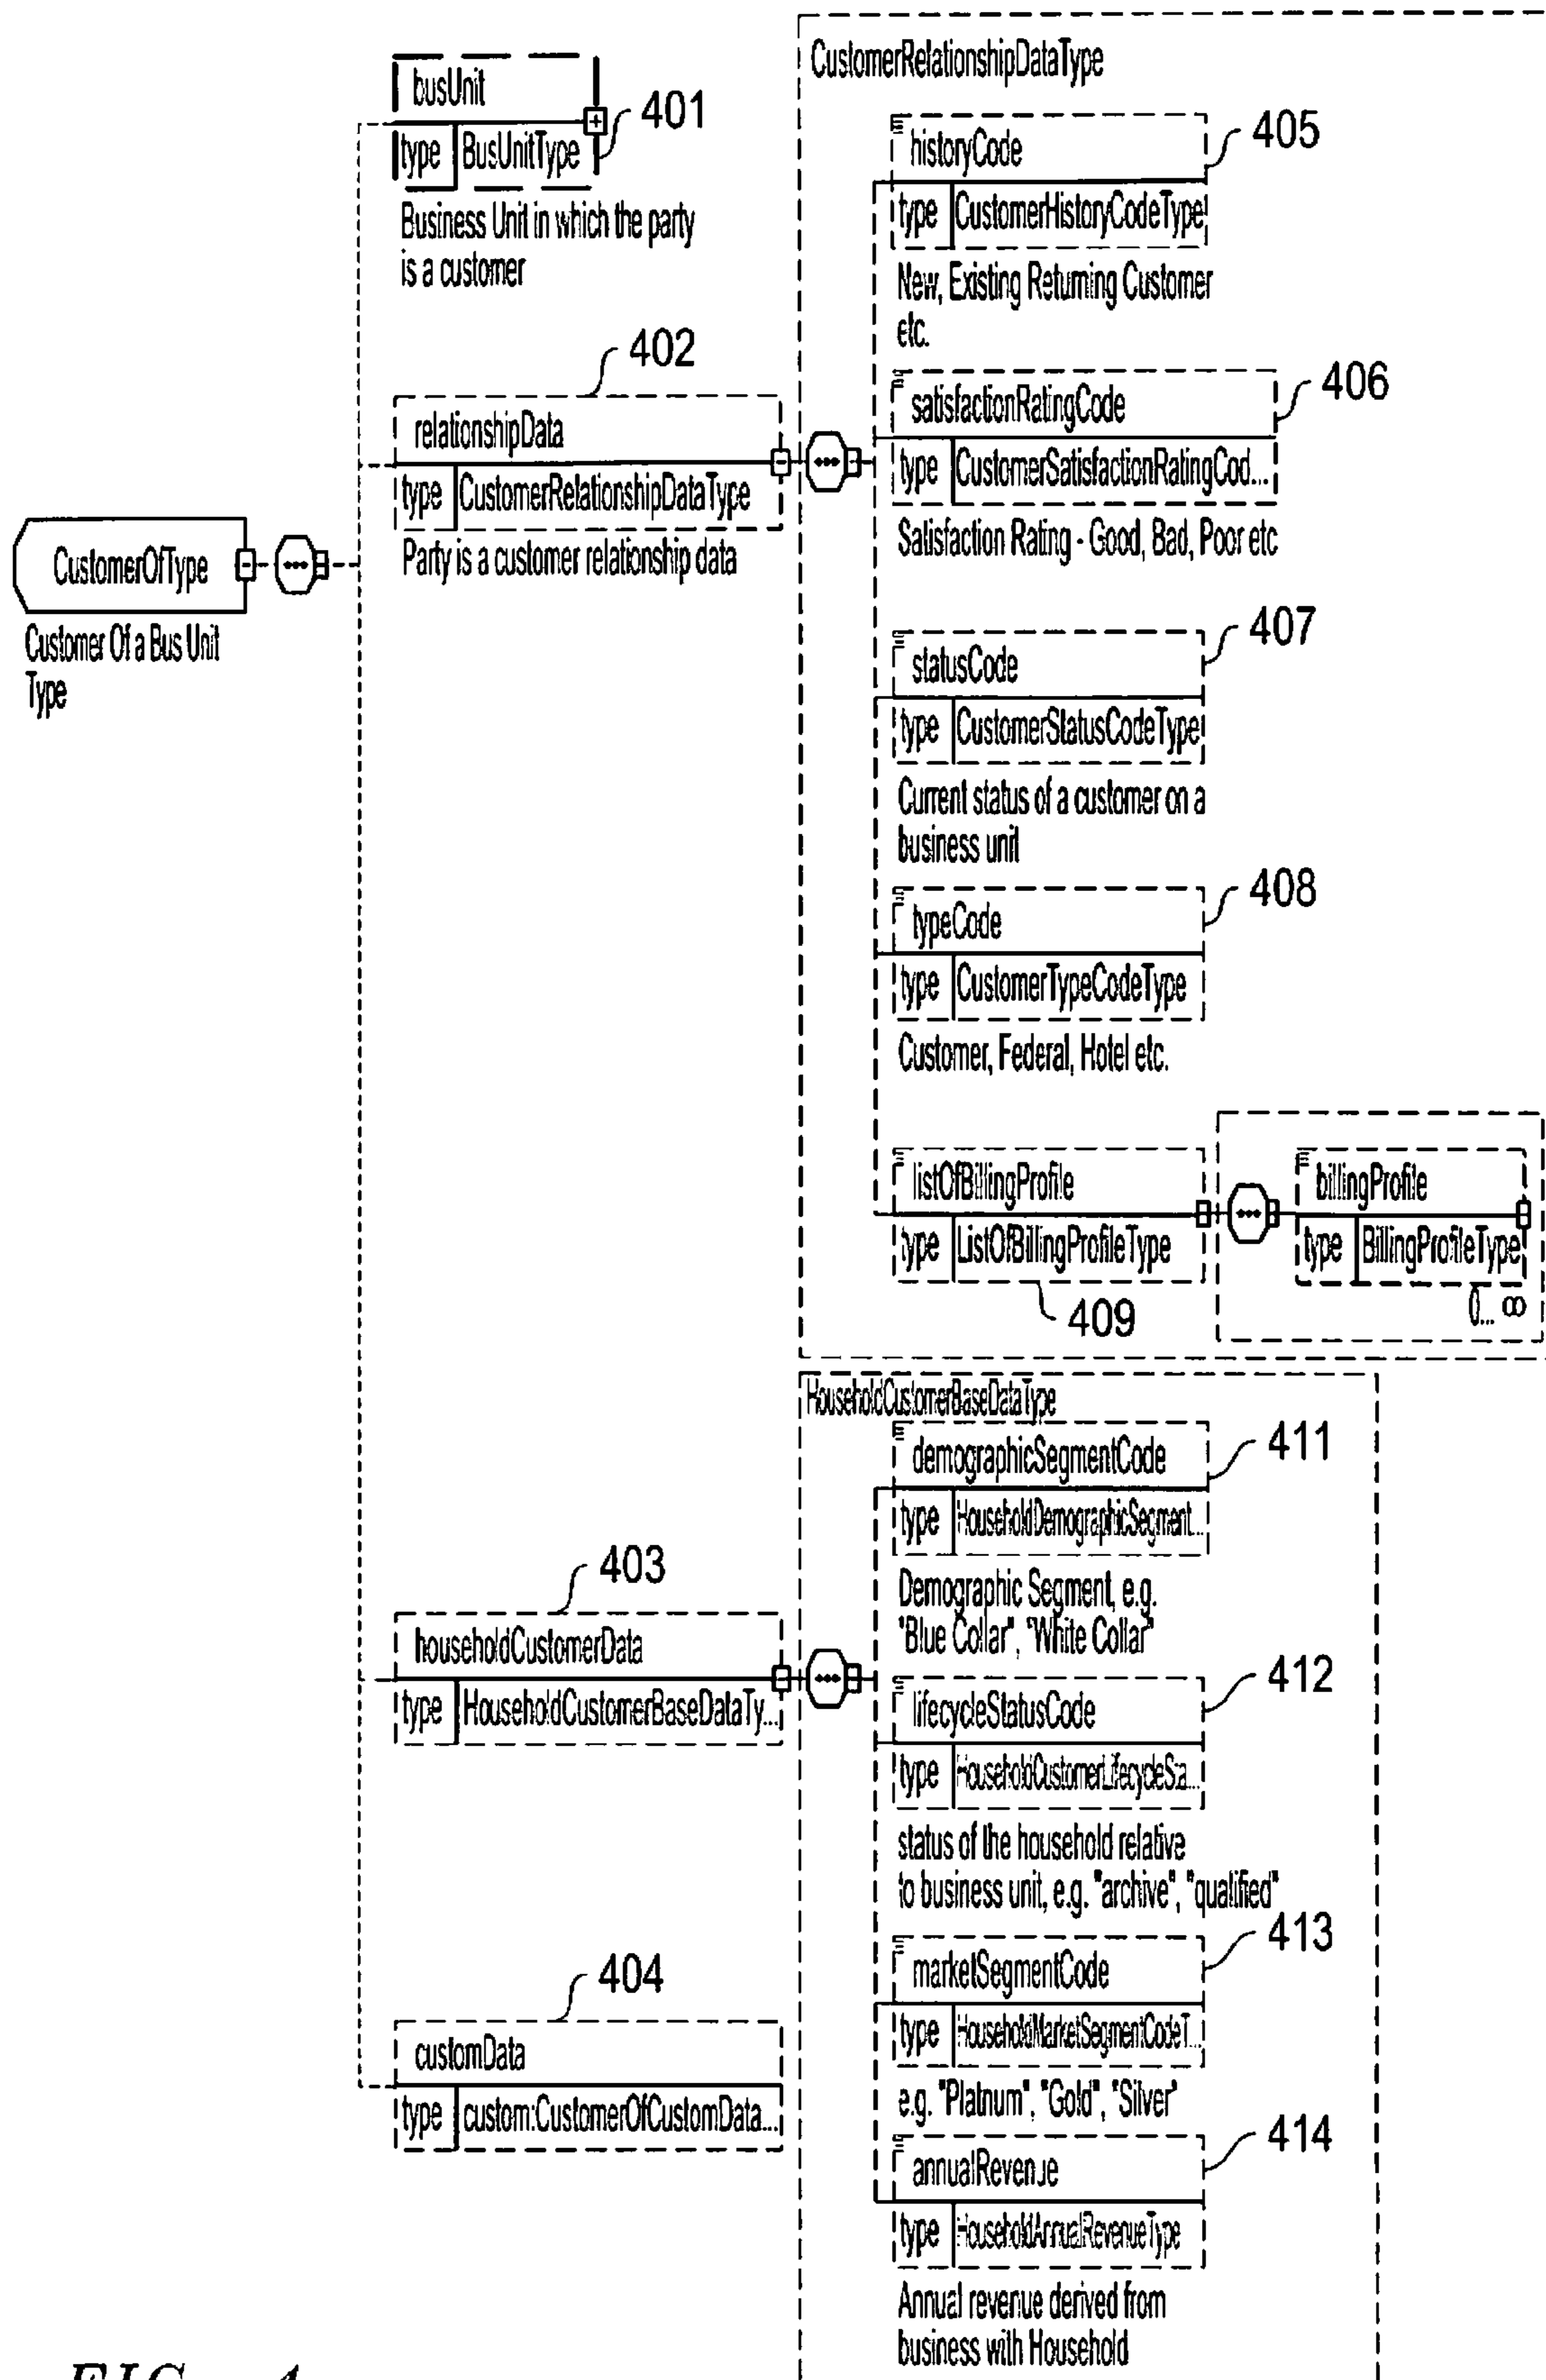 CustomerOfType
Customer Of a Bus Unit
Type
busUnit
type BusUnitType
401
Business Unit in which the party
is a customer
402
relationshipData
type CustomerRelationshipDataType
Party is a customer relationship data
CustomerRelationshipDataType
historyCode
405
type CustomerHistoryCodeType
New, Existing Returning Customer
etc.
satisfactionRatingCode
406
type CustomerSatisfactionRatingCod...
Satisfaction Rating - Good, Bad, Poor etc
statusCode
407
type CustomerStatusCodeType
Current status of a customer on a
business unit
typeCode
408
type CustomerTypeCodeType
Customer, Federal, Hotel etc.
listOfBillingProfile
type ListOfBillingProfileType
409
billingProfile
type BillingProfileType
0... ∞
403
householdCustomerData
type HouseholdCustomerBaseDataTy...
HouseholdCustomerBaseDataType
demographicSegmentCode
411
type HouseholdDemographicSegment...
Demographic Segment, e.g.
"Blue Collar", "White Collar"
lifecycleStatusCode
412
type HouseholdCustomerLifecycleSta...
status of the household relative
to business unit, e.g. "archive", "qualified"
marketSegmentCode
413
type HouseholdMarketSegmentCodeT...
e.g. "Platnum", "Gold", "Silver"
annualRevenue
414
type HouseholdAnnualRevenueType
Annual revenue derived from
business with Household
404
customData
type custom:CustomerOfCustomData...